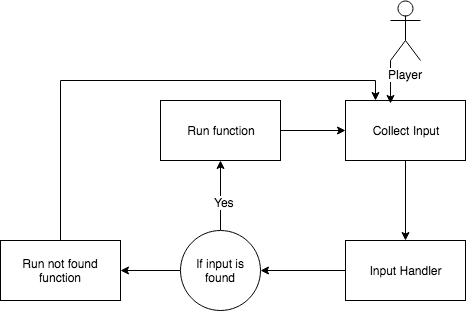 Player
Run function
Collect Input
Yes
Run not found
function
If input is
found
Input Handler